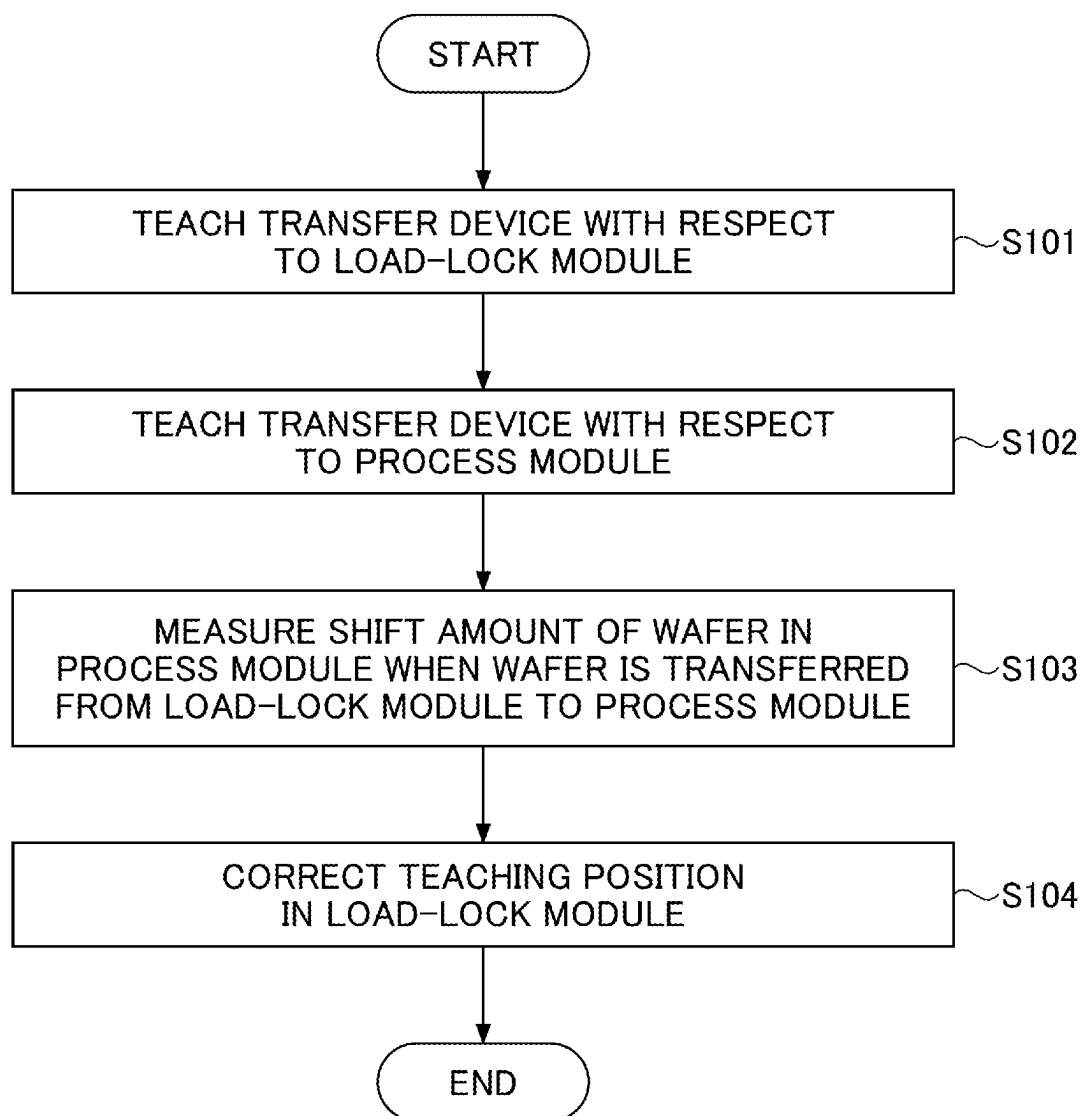 START
TEACH TRANSFER DEVICE WITH RESPECT
TO LOAD-LOCK MODULE
S101
TEACH TRANSFER DEVICE WITH RESPECT
TO PROCESS MODULE
S102
MEASURE SHIFT AMOUNT OF WAFER IN
PROCESS MODULE WHEN WAFER IS TRANSFERRED
FROM LOAD-LOCK MODULE TO PROCESS MODULE
S103
CORRECT TEACHING POSITION
IN LOAD-LOCK MODULE
S104
END